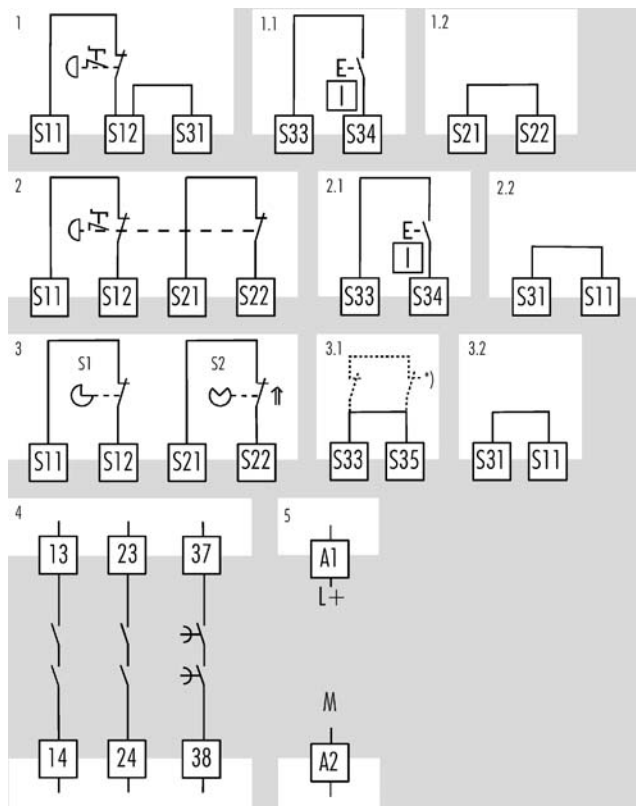 1 1.1 1.2
S11 S12 S31 S33 S34 S21 S22
2 2.1 2.2
S11 S12 S21 S22 S33 S34 S31 S11
3 S1 S2 3.1 *) 3.2
S11 S12 S21 S22 S33 S35 S31 S11
4 5
13 23 37 A1
L+
M
14 24 38 A2